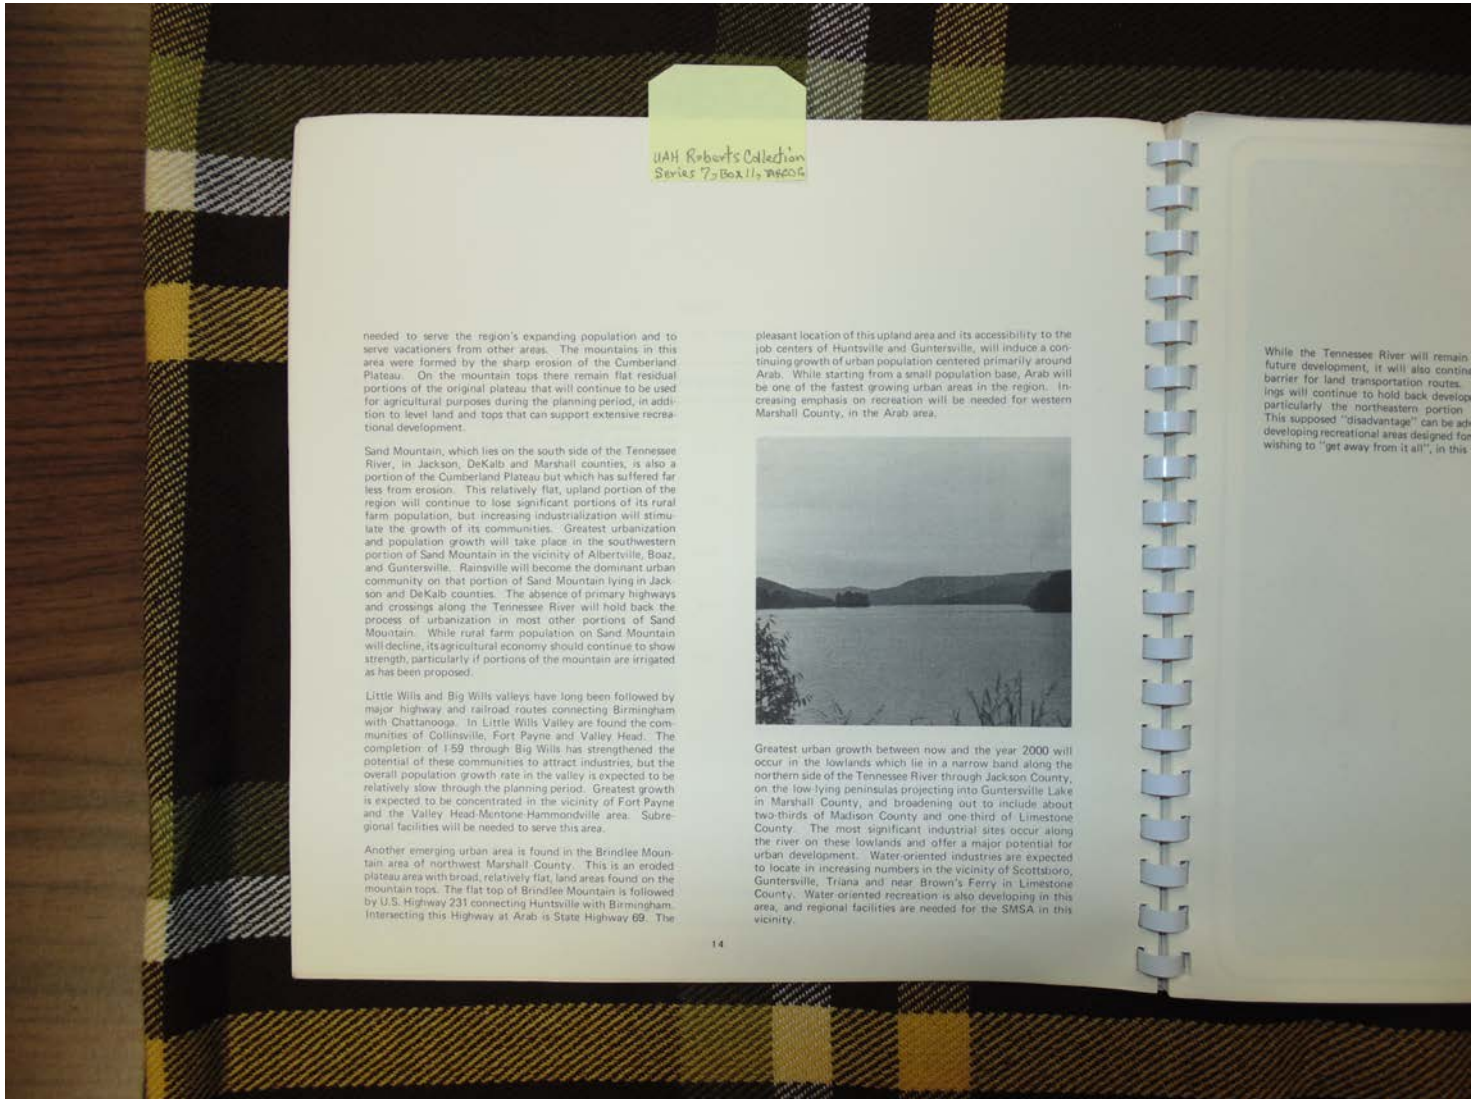 UAH Roberts Collection
Series 7, Box 11, TARCOG
needed to serve the region's expanding population and to
serve vacationers from other areas. The mountains in this
area were formed by the sharp erosion of the Cumberland
Plateau. On the mountain tops there remain flat residual
portions of the original plateau that will continue to be used
for agricultural purposes during the planning period, in addi-
tion to level land and tops that can support extensive recrea-
tional development.
Sand Mountain, which lies on the south side of the Tennessee
River, in Jackson, DeKalb and Marshall counties, is also a
portion of the Cumberland Plateau but which has suffered far
less from erosion. This relatively flat, upland portion of the
region will continue to lose significant portions of its rural
farm population, but increasing industrialization will stimu-
late the growth of its communities. Greatest urbanization
and population growth will take place in the southwestern
portion of Sand Mountain in the vicinity of Albertville, Boaz,
and Guntersville. Rainsville will become the dominant urban
community on that portion of Sand Mountain lying in Jack-
son and DeKalb counties. The absence of primary highways
and crossings along the Tennessee River will hold back the
process of urbanization in most other portions of Sand
Mountain. While rural farm population on Sand Mountain
will decline, its agricultural economy should continue to show
strength, particularly if portions of the mountain are irrigated
as has been proposed.
Little Wills and Big Wills valleys have long been followed by
major highway and railroad routes connecting Birmingham
with Chattanooga. In Little Wills Valley are found the com-
munities of Collinsville, Fort Payne and Valley Head. The
completion of I-59 through Big Wills has strengthened the
potential of these communities to attract industries, but the
overall population growth rate in the valley is expected to be
relatively slow through the planning period. Greatest growth
is expected to be concentrated in the vicinity of Fort Payne
and the Valley Head-Mentone-Hammondville area. Subre-
gional facilities will be needed to serve this area.
Another emerging urban area is found in the Brindlee Moun-
tain area of northwest Marshall County. This is an eroded
plateau area with broad, relatively flat, land areas found on the
mountain tops. The flat top of Brindlee Mountain is followed
by U.S. Highway 231 connecting Huntsville with Birmingham.
Intersecting this Highway at Arab is State Highway 69. The
pleasant location of this upland area and its accessibility to the
job centers of Huntsville and Guntersville, will induce a con-
tinuing growth of urban population centered primarily around
Arab. While starting from a small population base, Arab will
be one of the fastest growing urban areas in the region. In-
creasing emphasis on recreation will be needed for western
Marshall County, in the Arab area.
Greatest urban growth between now and the year 2000 will
occur in the lowlands which lie in a narrow band along the
northern side of the Tennessee River through Jackson County,
on the low-lying peninsulas projecting into Guntersville Lake
in Marshall County, and broadening out to include about
two-thirds of Madison County and one-third of Limestone
County. The most significant industrial sites occur along
the river on these lowlands and offer a major potential for
urban development. Water-oriented industries are expected
to locate in increasing numbers in the vicinity of Scottsboro,
Guntersville, Triana and near Brown's Ferry in Limestone
County. Water-oriented recreation is also developing in this
area, and regional facilities are needed for the SMSA in this
vicinity.
14
While the Tennessee River will remain
future development, it will also contin
barrier for land transportation routes.
ings will continue to hold back develop
particularly the northeastern portion
This supposed "disadvantage" can be ad
developing recreational areas designed for
wishing to "get away from it all", in this